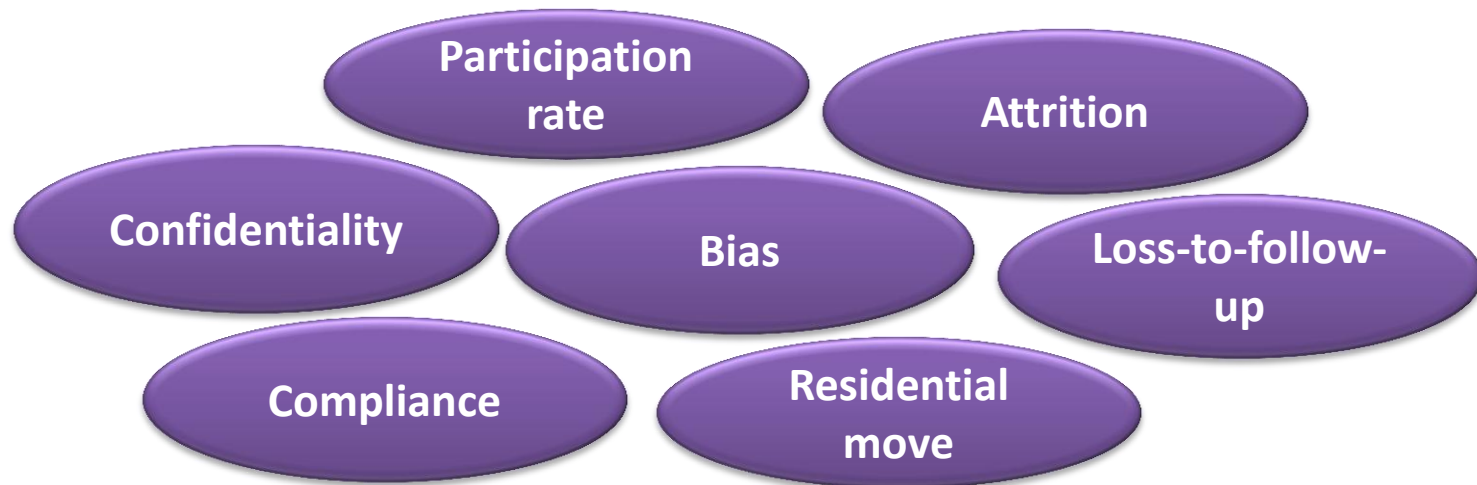 Participation
rate
Attrition
Confidentiality
Bias
Loss-to-follow-
up
Compliance
Residential
move